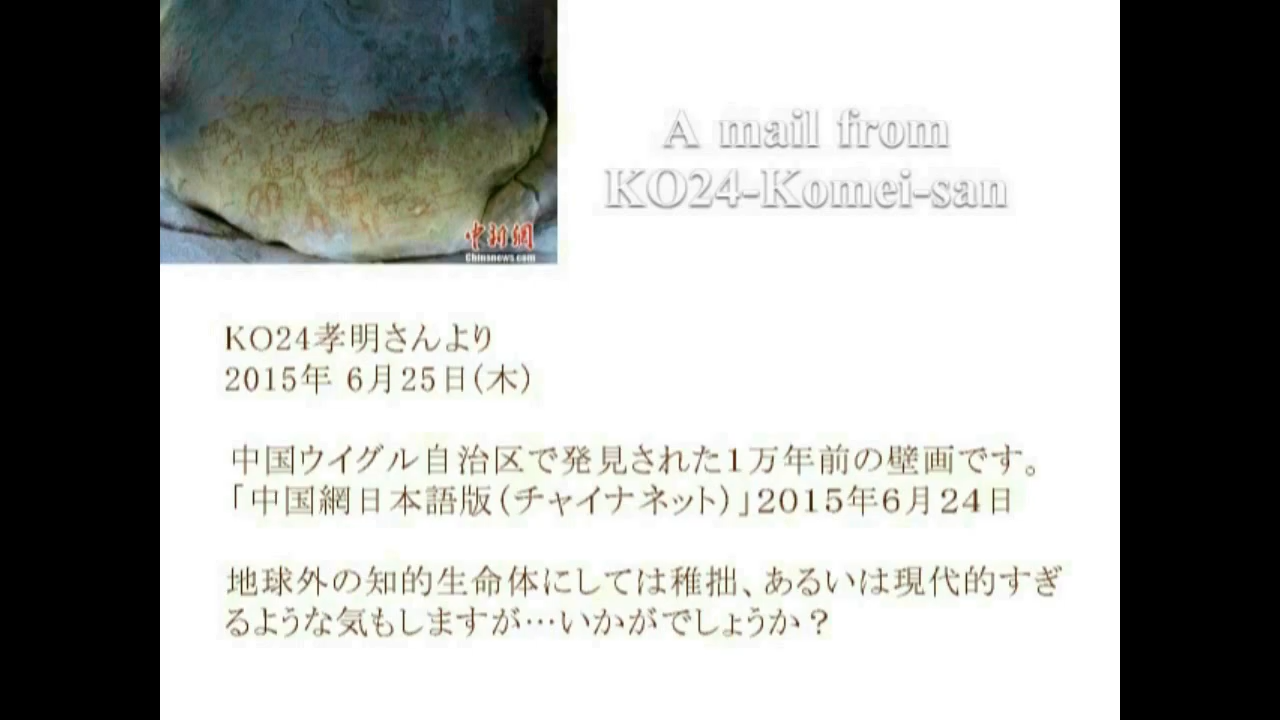 中新網
Chinanews.com
A mail from
KO24-Komei-san
KO24孝明さんより
2015年 6月25日(木)
中国ウイグル自治区で発見された1万年前の壁画です。
「中国網日本語版(チャイナネット)」2015年6月24日
地球外の知的生命体にしては稚拙、あるいは現代的すぎ
るような気もしますが…いかがでしょうか？